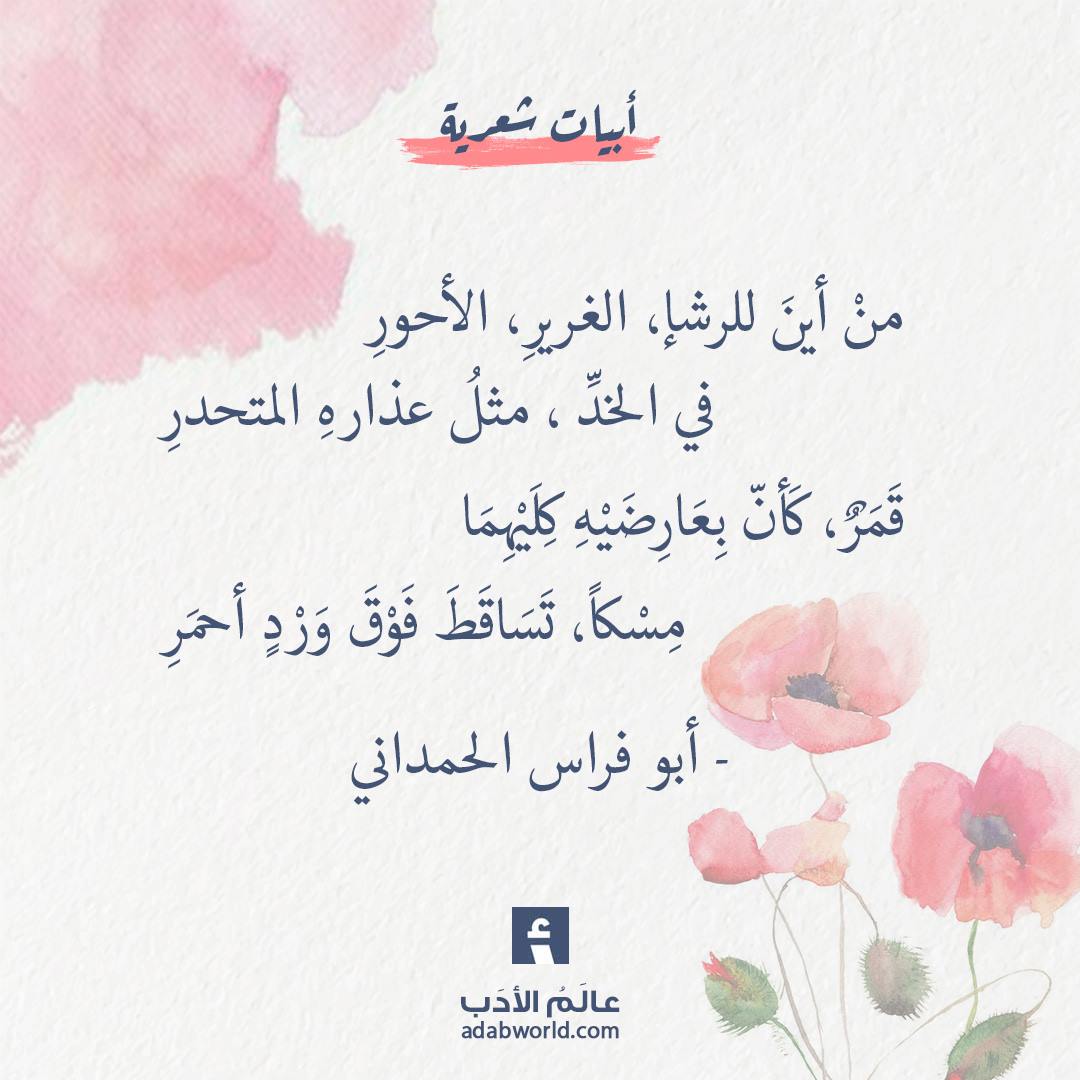 أبيات شعرية
منْ أينَ للرشإ، الغريرِ، الأحورِ
في الخدِّ ، مثلُ عذارهِ المتحدرِ
قَمَرٌ، كَأنّ بِعَارِضَيْهِ كِلَيْهِمَا
مِسْكاً، تَسَاقَطَ فَوْقَ وَرْدٍ أحمَرِ
- أبو فراس الحمداني
أ
عالَمُ الأدَب
adabworld.com